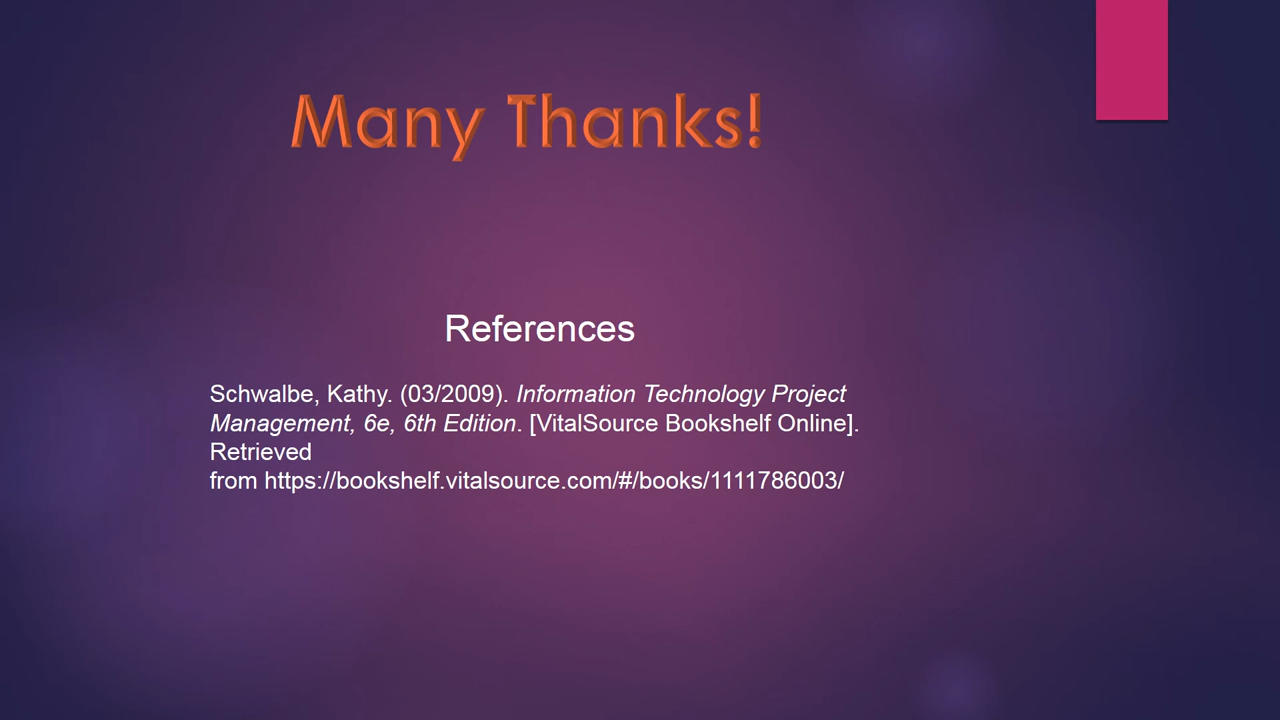 Many Thanks!
References
Schwalbe, Kathy. (03/2009). Information Technology Project
Management, 6e, 6th Edition. [VitalSource Bookshelf Online].
Retrieved
from https://bookshelf.vitalsource.com/#/books/1111786003/